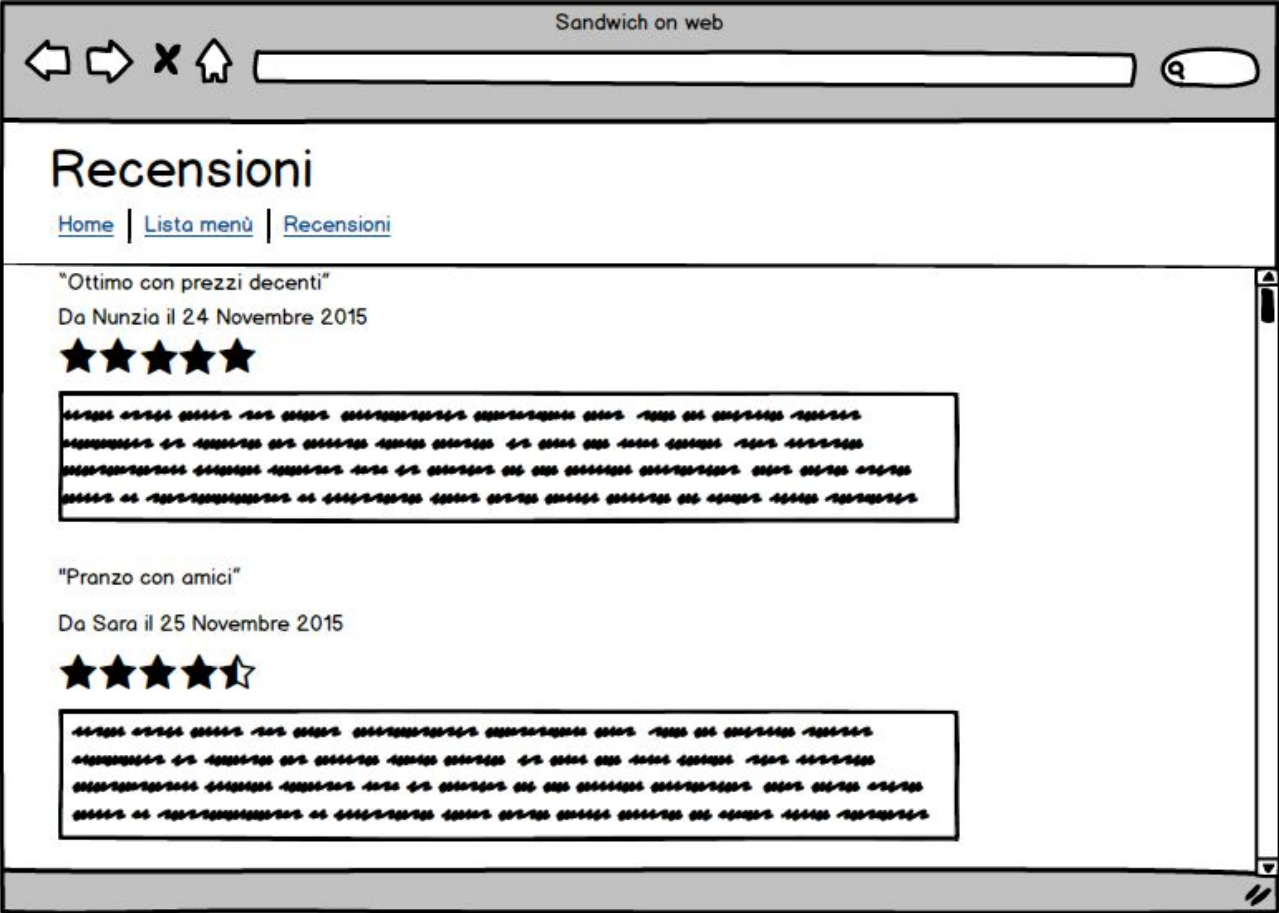 Sandwich on web
Recensioni
Home | Lista menù | Recensioni
“Ottimo con prezzi decenti”
Da Nunzia il 24 Novembre 2015
"Pranzo con amici”
Da Sara il 25 Novembre 2015